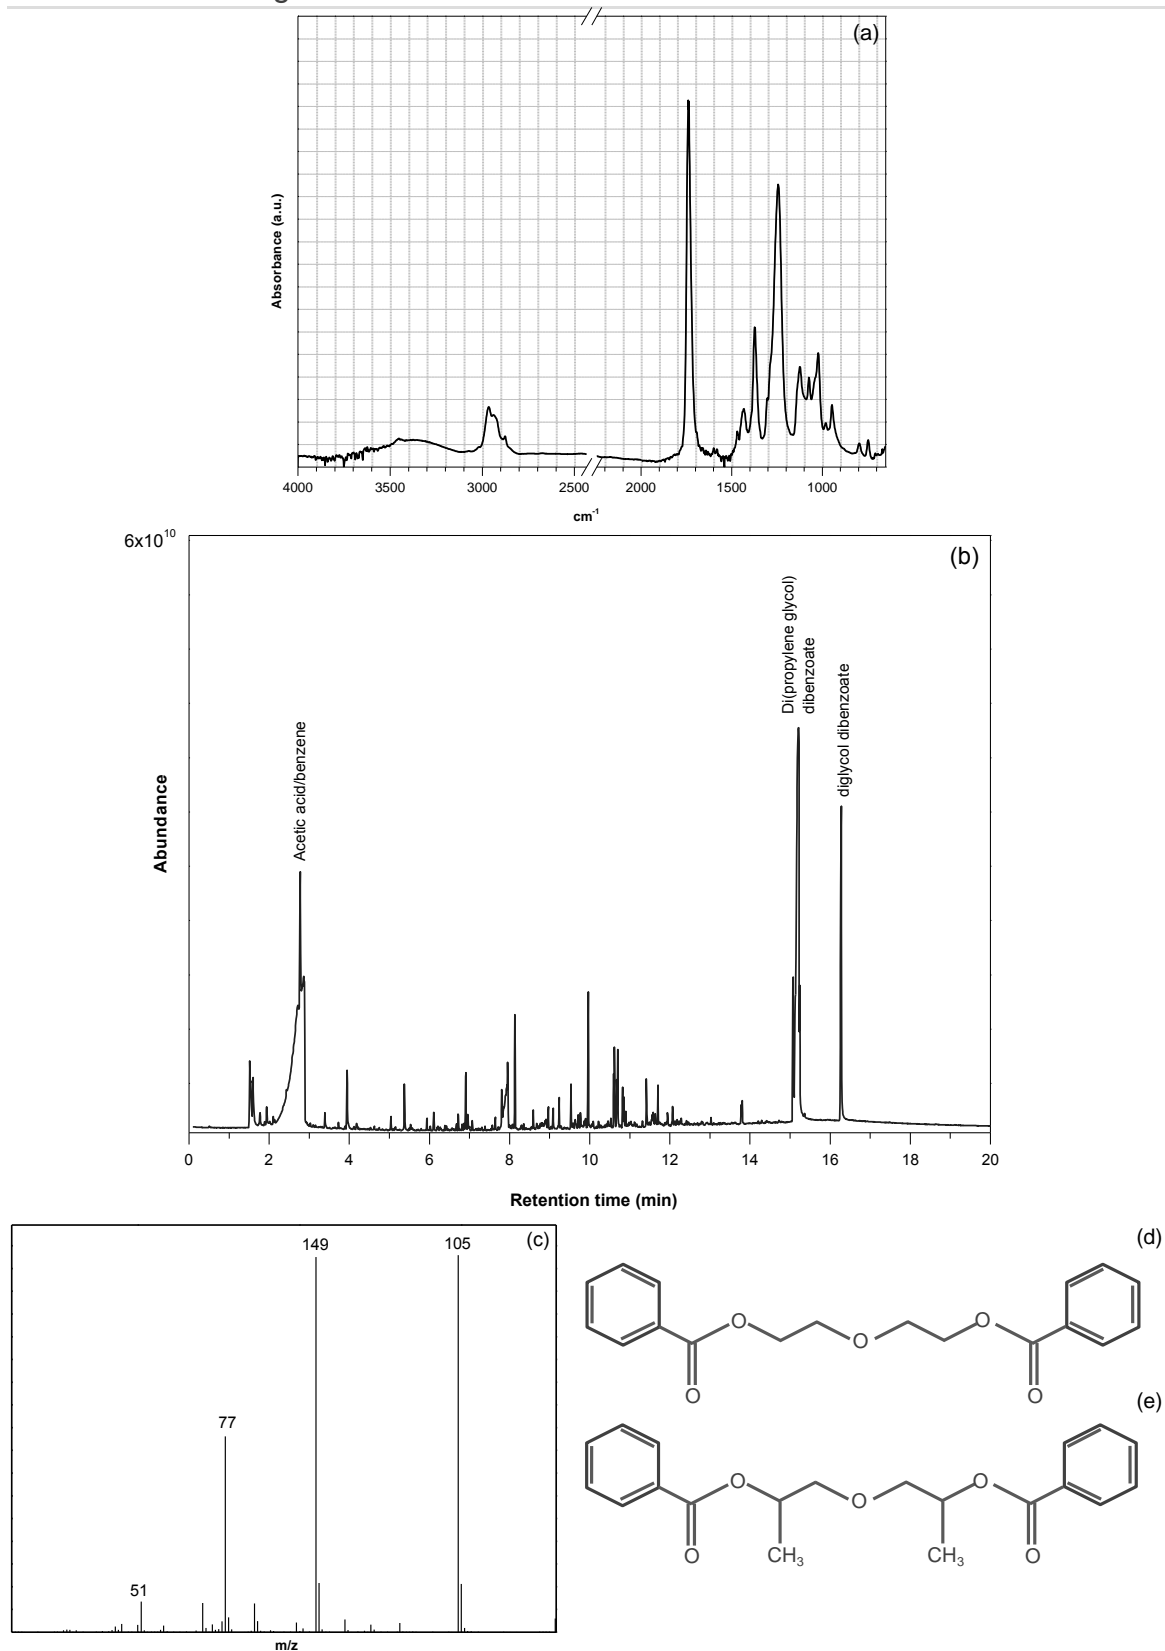 (a)
Absorbance (a.u.)
4000 3500 3000 2500 2000 1500 1000
cm-1
6x10^10
(b)
Acetic acid/benzene
Di(propylene glycol)
dibenzoate
diglycol dibenzoate
Abundance
0 2 4 6 8 10 12 14 16 18 20
Retention time (min)
(c)
149
105
77
51
m/z
(d)
O
O
O
O
O
(e)
O
O
O
O
CH3
CH3
O